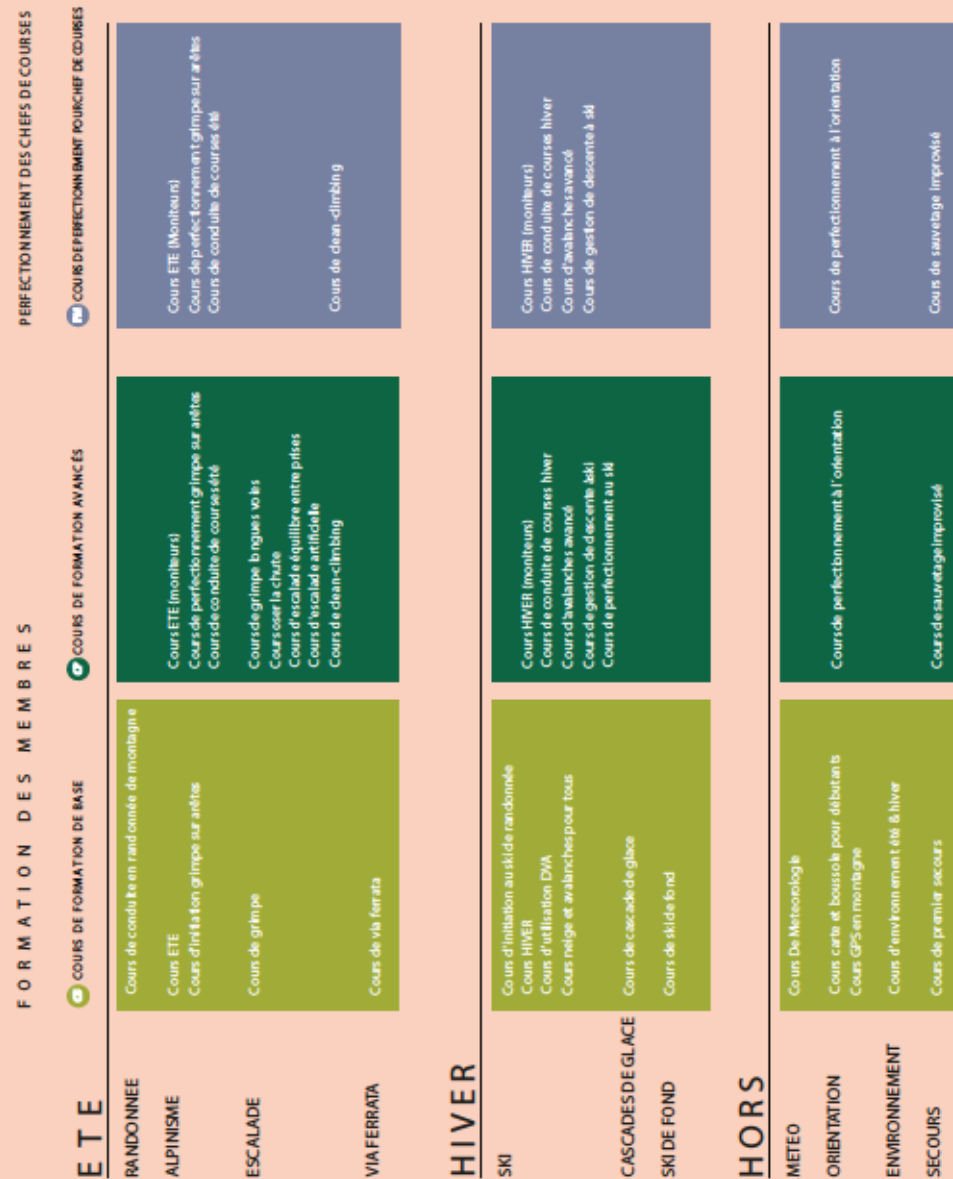 FORMATION DES MEMBRES
PERFECTIONNEMENT DES CHEFS DE COURSES
COURS DE FORMATION DE BASE
COURS DE FORMATION AVANCÉS
COURS DE PERFECTIONNEMENT POUR CHEF DE COURSES
ETE
RANDONNEE
Cours de conduite en randonnée de montagne
ALPINISME
Cours ETE
Cours d'initiation grimpe sur arêtes
Cours ETE (moniteurs)
Cours de perfectionnement grimpe sur arêtes
Cours de conduite de courses été
Cours ETE (Moniteurs)
Cours de perfectionnement grimpe sur arêtes
Cours de conduite de courses été
ESCALADE
Cours de grimpe
Cours de grimpe longues voies
Cours oser la chute
Cours d'escalade équilibre entre prises
Cours d'escalade artificielle
Cours de clean-climbing
Cours de clean-climbing
VIA FERRATA
Cours de via ferrata
HIVER
SKI
Cours d'initiation au ski de randonnée
Cours HIVER
Cours d'utilisation DVA
Cours neige et avalanches pour tous
Cours HIVER (moniteurs)
Cours de conduite de courses hiver
Cours d'avalanches avancé
Cours de gestion de descente à ski
Cours de perfectionnement au ski
Cours HIVER (moniteurs)
Cours de conduite de courses hiver
Cours d'avalanches avancé
Cours de gestion de descente à ski
CASCADES DE GLACE
Cours de cascade de glace
SKI DE FOND
Cours de ski de fond
HORS
METEO
Cours De Meteorologie
ORIENTATION
Cours carte et boussole pour débutants
Cours GPS en montagne
Cours de perfectionnement à l'orientation
Cours de perfectionnement à l'orientation
ENVIRONNEMENT
Cours d'environnement été & hiver
SECOURS
Cours de premier secours
Cours de sauvetage improvisé
Cours de sauvetage improvisé